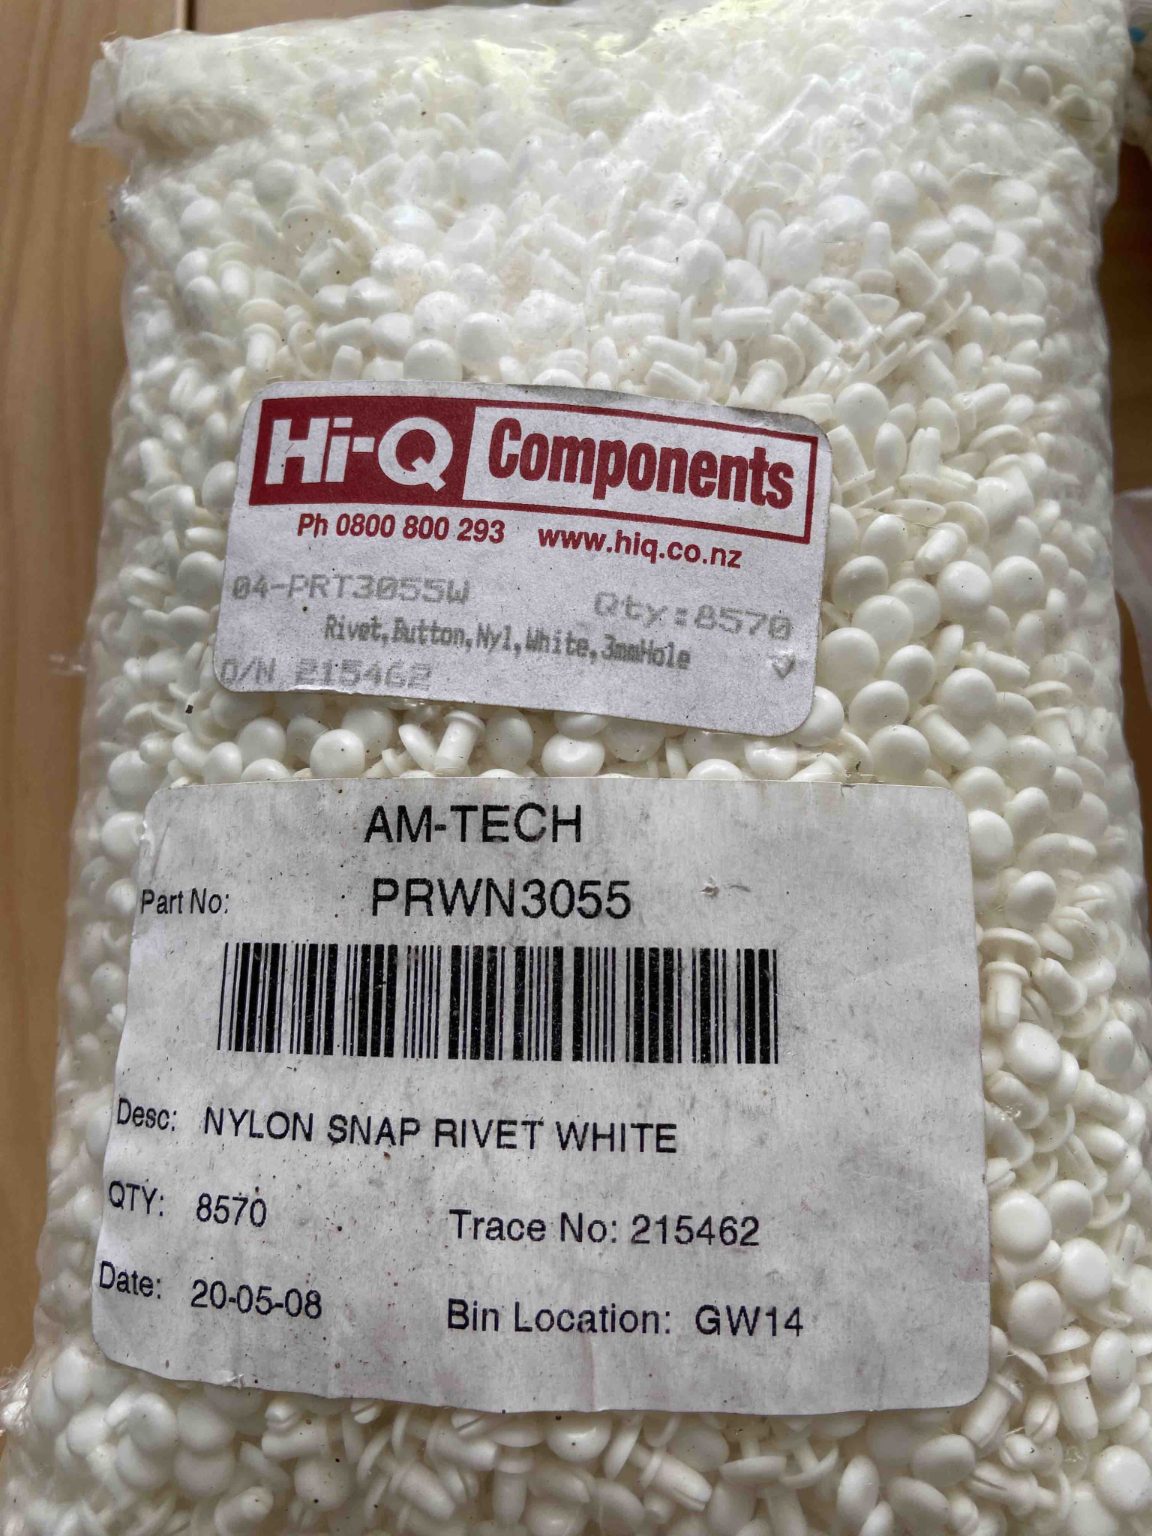 Hi-Q Components
Ph 0800 800 293 www.hiq.co.nz
04-PRT3055W Qty:8570
Rivet,Button,Nyl,White,3mmHole
O/N 215462
AM-TECH
Part No: PRWN3055
Desc: NYLON SNAP RIVET WHITE
QTY: 8570 Trace No: 215462
Date: 20-05-08 Bin Location: GW14